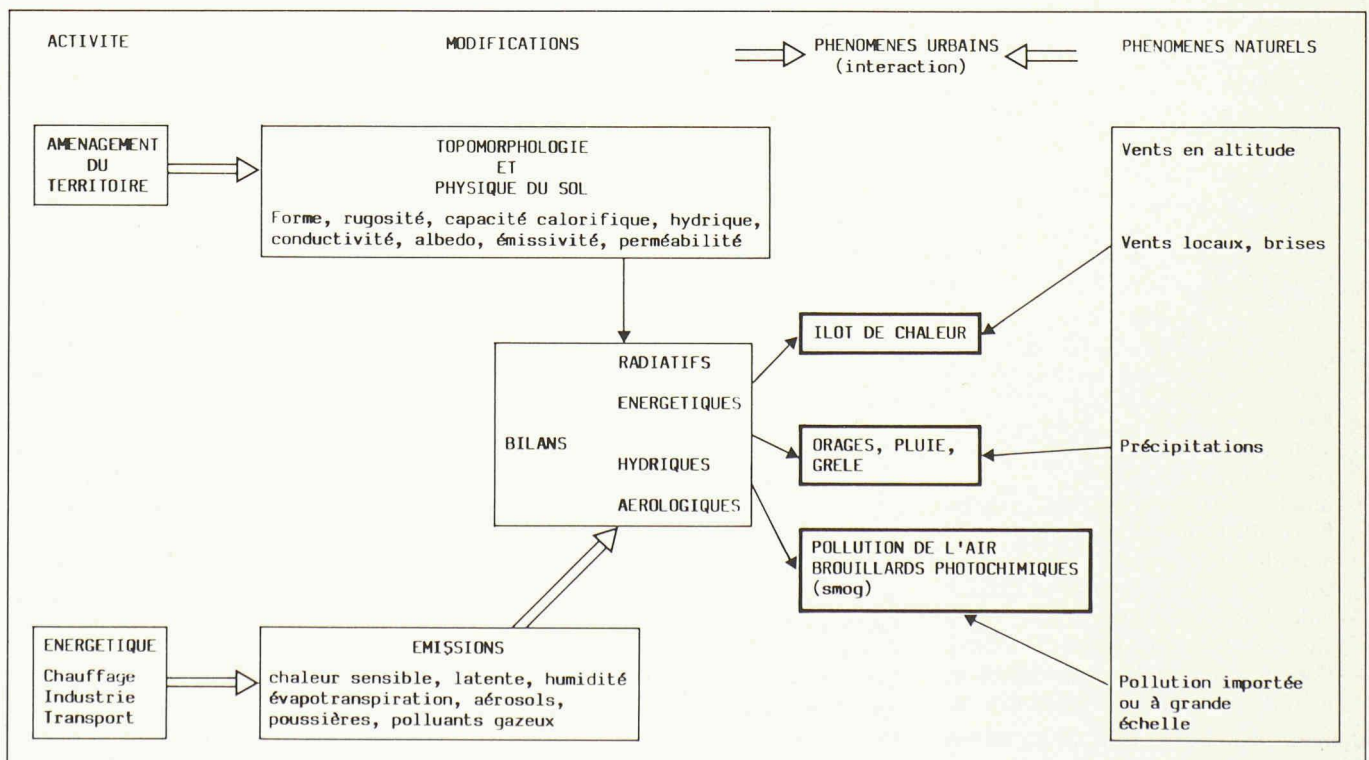 ACTIVITE
MODIFICATIONS
PHENOMENES URBAINS
(interaction)
PHENOMENES NATURELS
AMENAGEMENT
DU
TERRITOIRE
TOPOMORPHOLOGIE
ET
PHYSIQUE DU SOL
Forme, rugosité, capacité calorifique, hydrique,
conductivité, albedo, émissivité, perméabilité
BILANS
RADIATIFS
ENERGETIQUES
HYDRIQUES
AEROLOGIQUES
ENERGETIQUE
Chauffage
Industrie
Transport
EMISSIONS
chaleur sensible, latente, humidité
évapotranspiration, aérosols,
poussières, polluants gazeux
ILOT DE CHALEUR
ORAGES, PLUIE,
GRELE
POLLUTION DE L'AIR
BROUILLARDS PHOTOCHIMIQUES
(smog)
Vents en altitude
Vents locaux, brises
Précipitations
Pollution importée
ou à grande
échelle